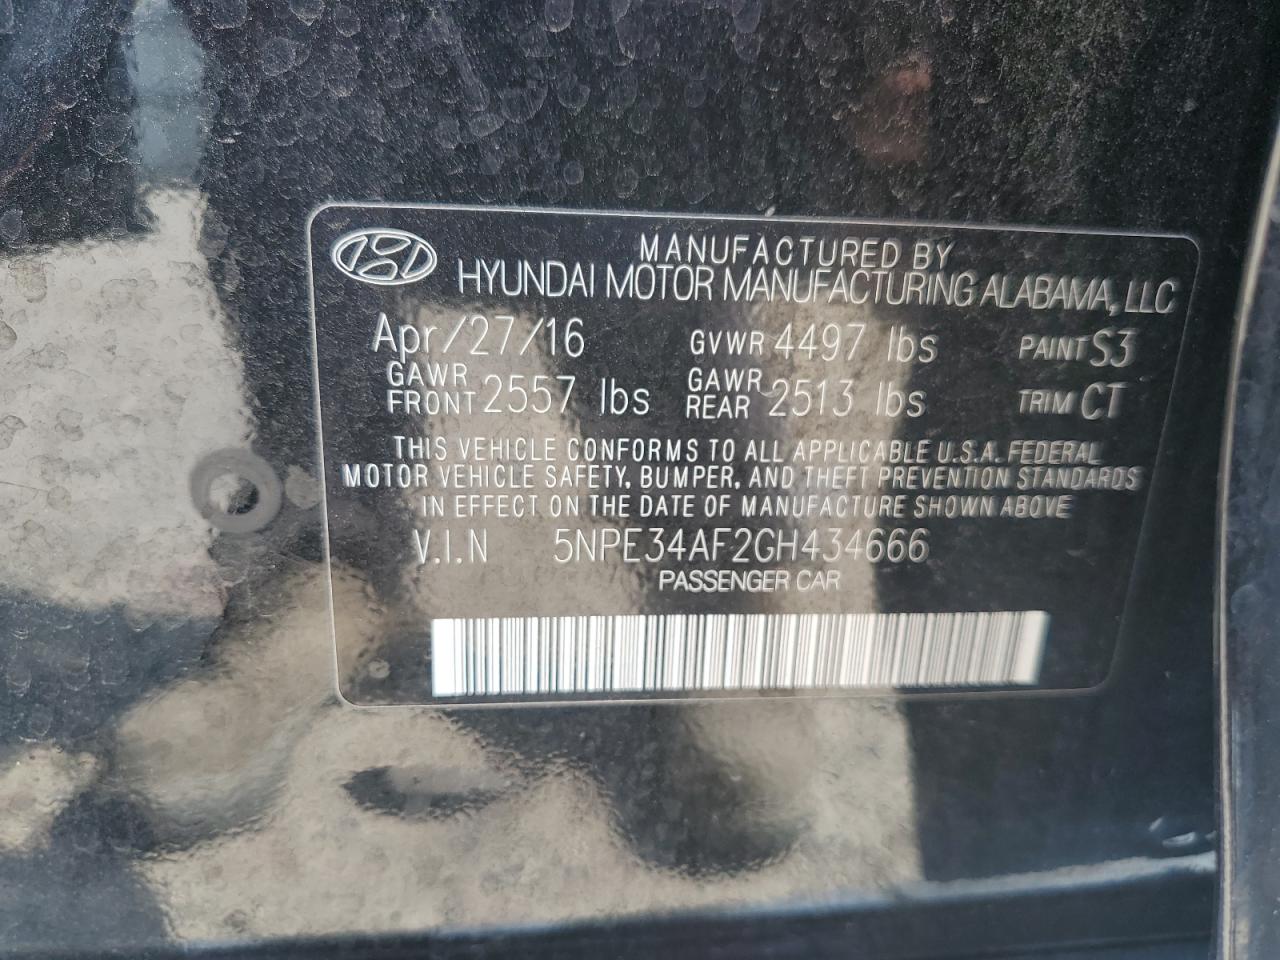 MANUFACTURED BY
HYUNDAI MOTOR MANUFACTURING ALABAMA, LLC
Apr/27/16 GVWR 4497 lbs PAINT S3
GAWR FRONT 2557 lbs GAWR REAR 2513 lbs TRIM CT
THIS VEHICLE CONFORMS TO ALL APPLICABLE U.S.A. FEDERAL
MOTOR VEHICLE SAFETY, BUMPER, AND THEFT PREVENTION STANDARDS
IN EFFECT ON THE DATE OF MANUFACTURE SHOWN ABOVE
V.I.N 5NPE34AF2GH434666
PASSENGER CAR